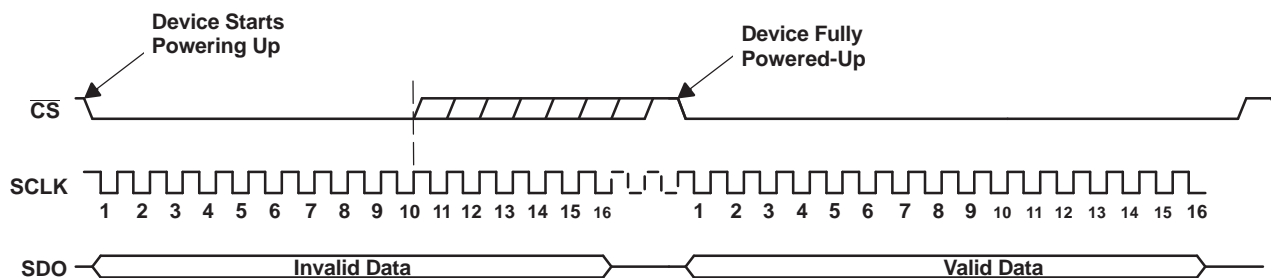 Device Starts
Powering Up
Device Fully
Powered-Up
CS
SCLK
1 2 3 4 5 6 7 8 9 10 11 12 13 14 15 16 1 2 3 4 5 6 7 8 9 10 11 12 13 14 15 16
SDO
Invalid Data
Valid Data